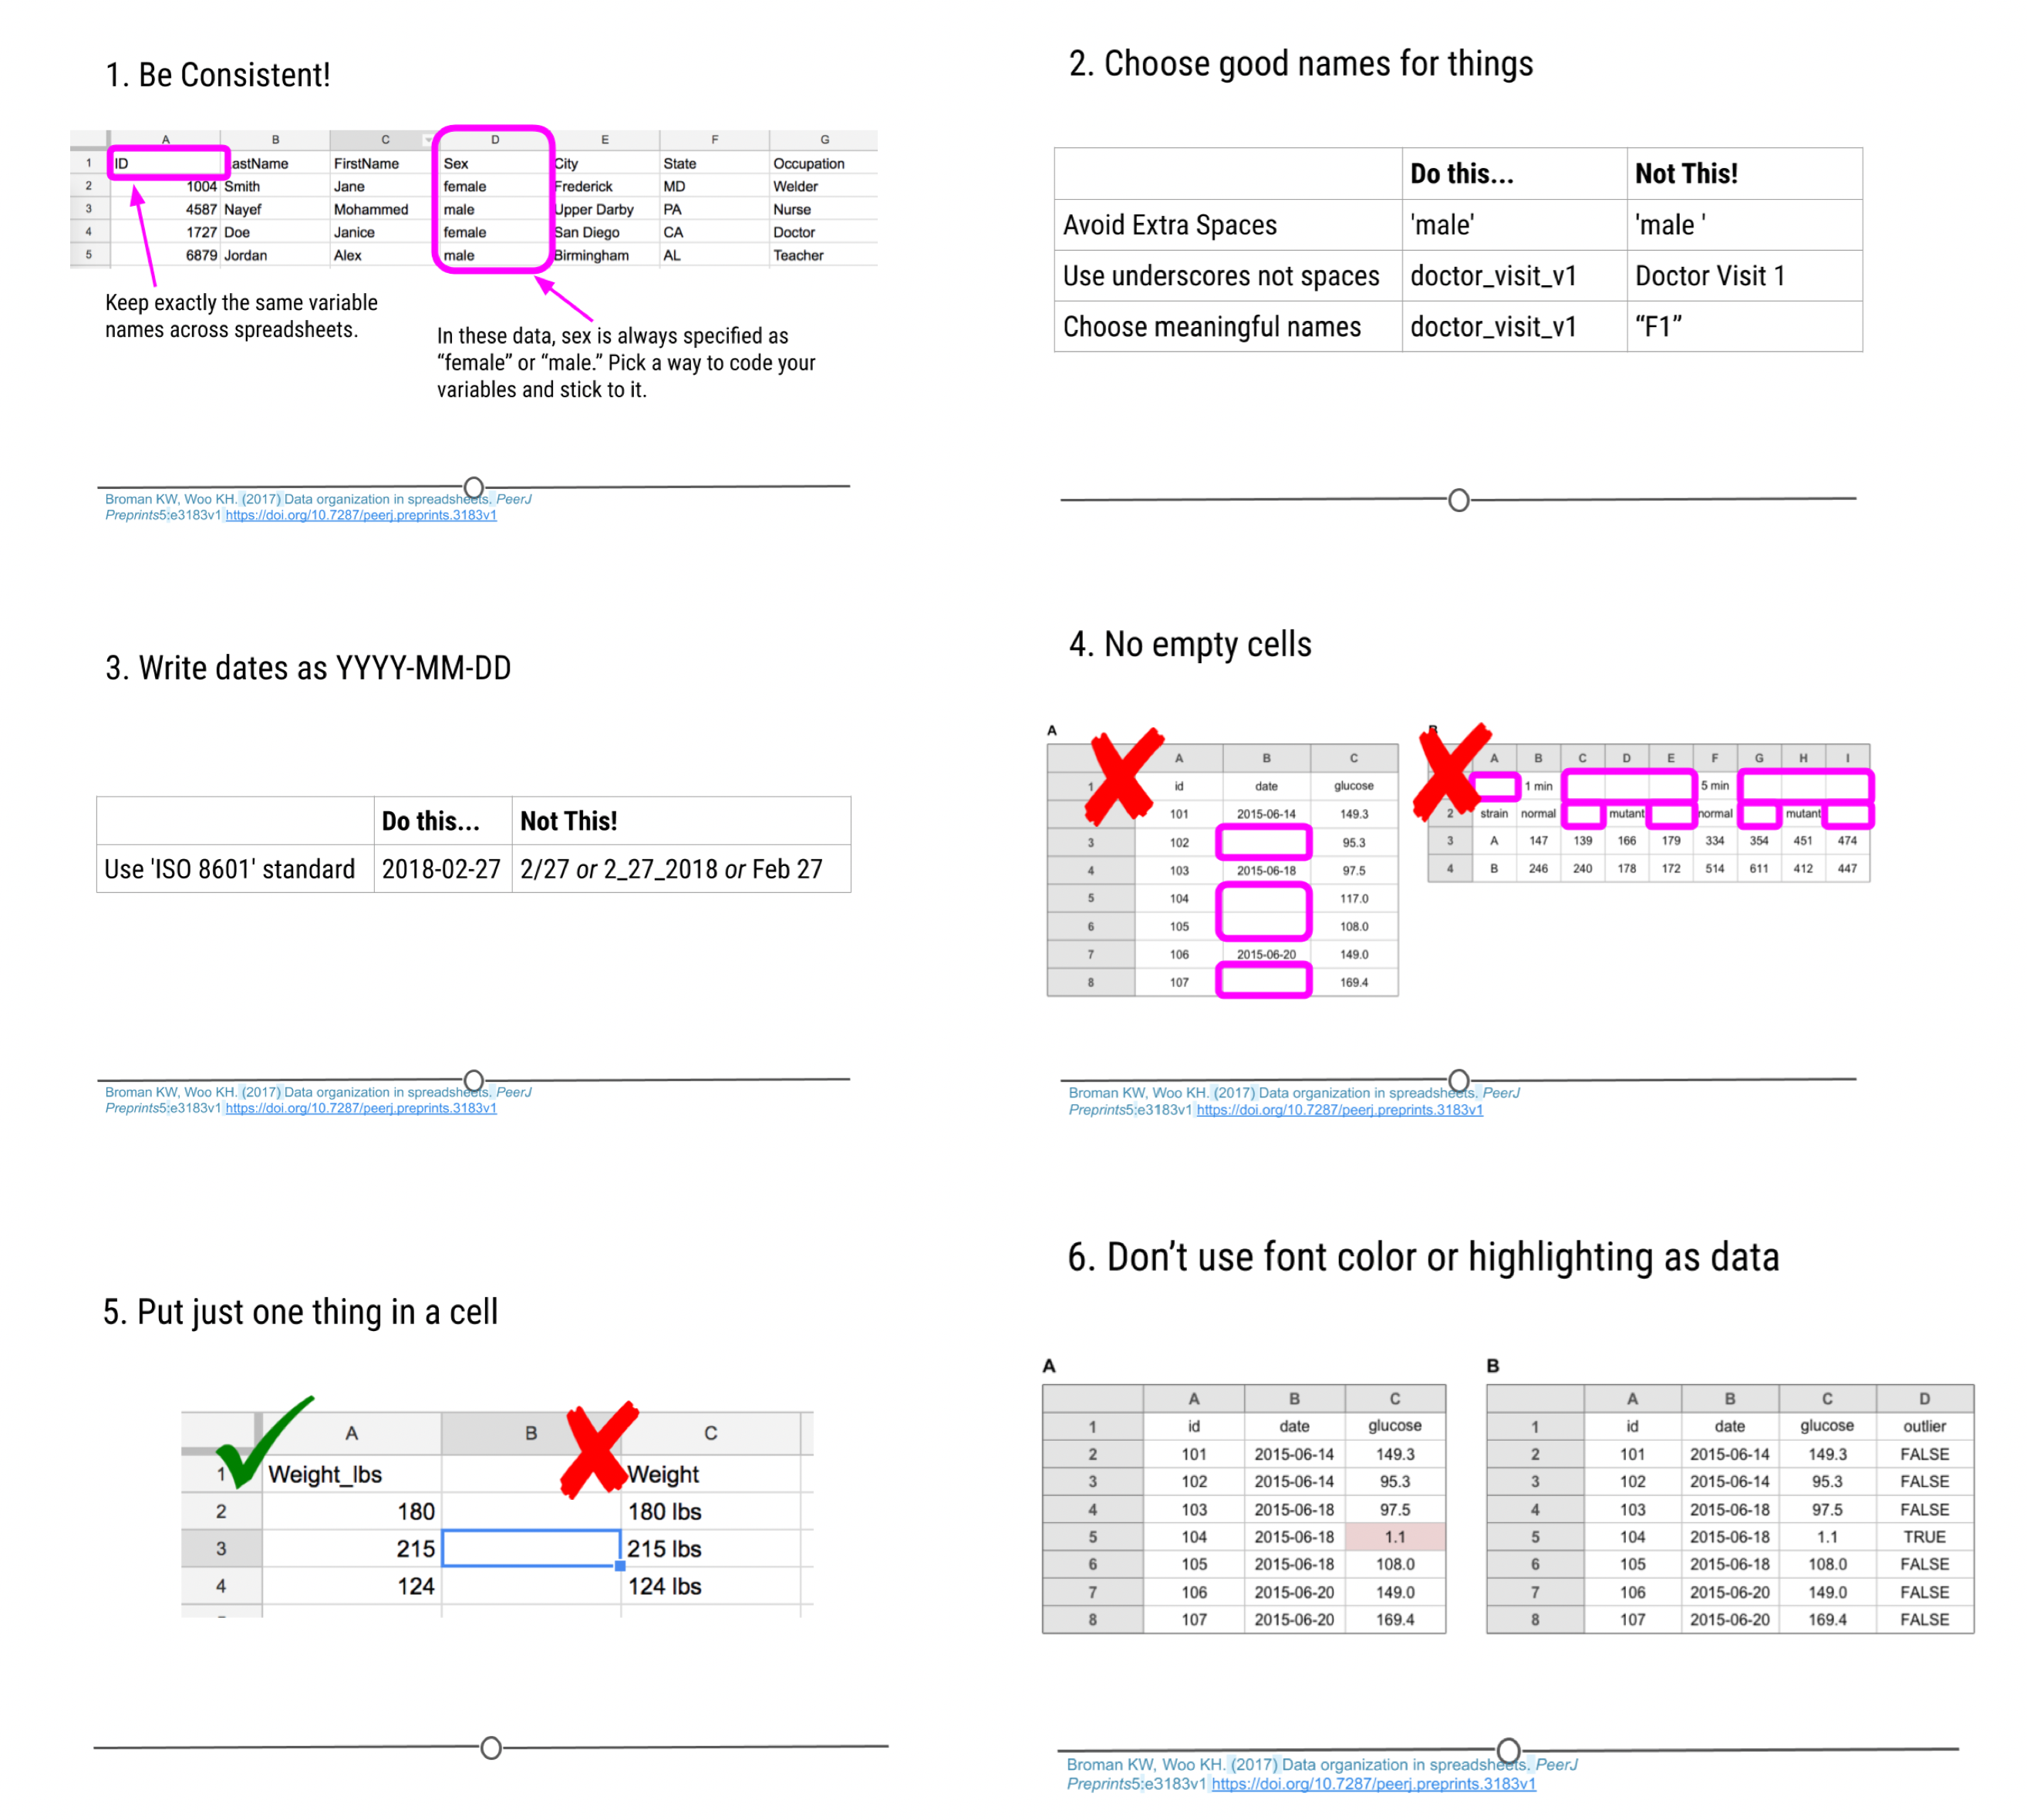 1. Be Consistent!
A B C D E F G
1 ID astName FirstName Sex City State Occupation
2 1004 Smith Jane female Frederick MD Welder
3 4587 Nayef Mohammed male Upper Darby PA Nurse
4 1727 Doe Janice female San Diego CA Doctor
5 6879 Jordan Alex male Birmingham AL Teacher
Keep exactly the same variable
names across spreadsheets.
In these data, sex is always specified as
“female” or “male.” Pick a way to code your
variables and stick to it.
Broman KW, Woo KH. (2017) Data organization in spreadsheets. PeerJ
Preprints5:e3183v1 https://doi.org/10.7287/peerj.preprints.3183v1
2. Choose good names for things
Do this... Not This!
Avoid Extra Spaces 'male' 'male '
Use underscores not spaces doctor_visit_v1 Doctor Visit 1
Choose meaningful names doctor_visit_v1 “F1”
3. Write dates as YYYY-MM-DD
Do this... Not This!
Use 'ISO 8601' standard 2018-02-27 2/27 or 2_27_2018 or Feb 27
Broman KW, Woo KH. (2017) Data organization in spreadsheets. PeerJ
Preprints5:e3183v1 https://doi.org/10.7287/peerj.preprints.3183v1
4. No empty cells
A
A B C
1 id date glucose
101 2015-06-14 149.3
3 102 95.3
4 103 2015-06-18 97.5
5 104 117.0
6 105 108.0
7 106 2015-06-20 149.0
8 107 169.4
B
A B C D E F G H I
1 min 5 min
2 strain normal mutant normal mutant
3 A 147 139 166 179 334 354 451 474
4 B 246 240 178 172 514 611 412 447
Broman KW, Woo KH. (2017) Data organization in spreadsheets. PeerJ
Preprints5:e3183v1 https://doi.org/10.7287/peerj.preprints.3183v1
5. Put just one thing in a cell
A B C
1 Weight_lbs Weight
2 180 180 lbs
3 215 215 lbs
4 124 124 lbs
6. Don’t use font color or highlighting as data
A
A B C
1 id date glucose
2 101 2015-06-14 149.3
3 102 2015-06-14 95.3
4 103 2015-06-18 97.5
5 104 2015-06-18 1.1
6 105 2015-06-18 108.0
7 106 2015-06-20 149.0
8 107 2015-06-20 169.4
B
A B C D
1 id date glucose outlier
2 101 2015-06-14 149.3 FALSE
3 102 2015-06-14 95.3 FALSE
4 103 2015-06-18 97.5 FALSE
5 104 2015-06-18 1.1 TRUE
6 105 2015-06-18 108.0 FALSE
7 106 2015-06-20 149.0 FALSE
8 107 2015-06-20 169.4 FALSE
Broman KW, Woo KH. (2017) Data organization in spreadsheets. PeerJ
Preprints5:e3183v1 https://doi.org/10.7287/peerj.preprints.3183v1